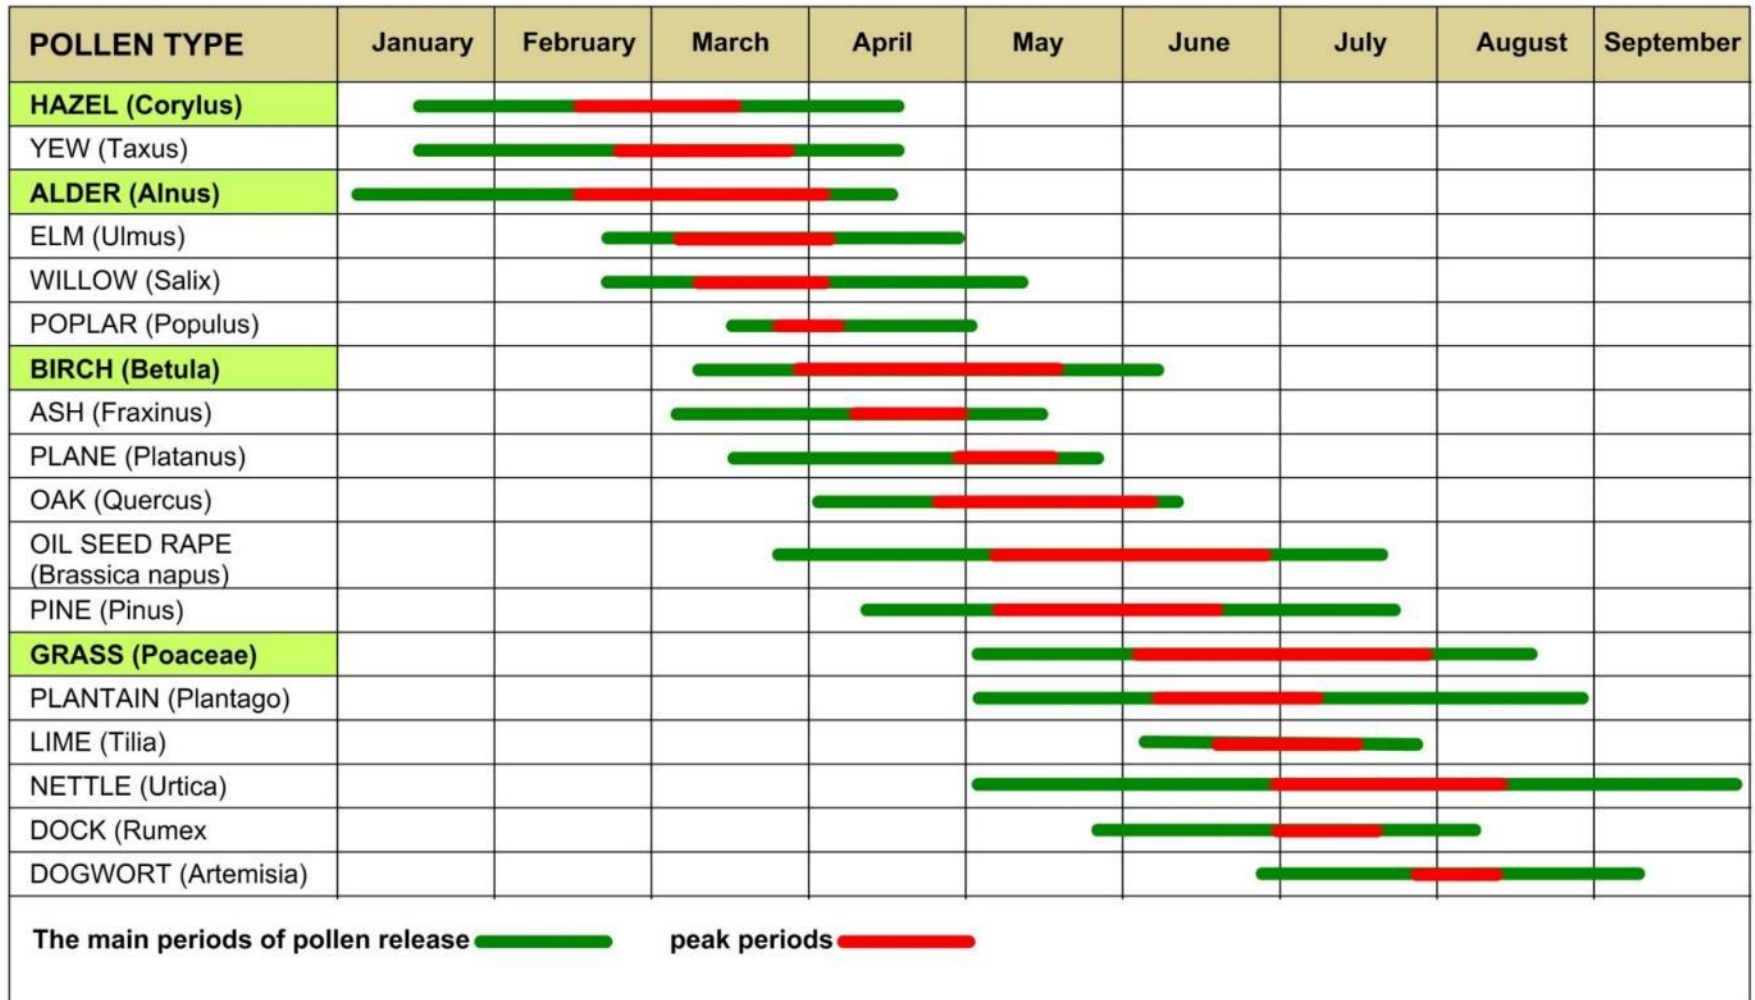 POLLEN TYPE January February March April May June July August September
HAZEL (Corylus)
YEW (Taxus)
ALDER (Alnus)
ELM (Ulmus)
WILLOW (Salix)
POPLAR (Populus)
BIRCH (Betula)
ASH (Fraxinus)
PLANE (Platanus)
OAK (Quercus)
OIL SEED RAPE
(Brassica napus)
PINE (Pinus)
GRASS (Poaceae)
PLANTAIN (Plantago)
LIME (Tilia)
NETTLE (Urtica)
DOCK (Rumex
DOGWORT (Artemisia)
The main periods of pollen release peak periods